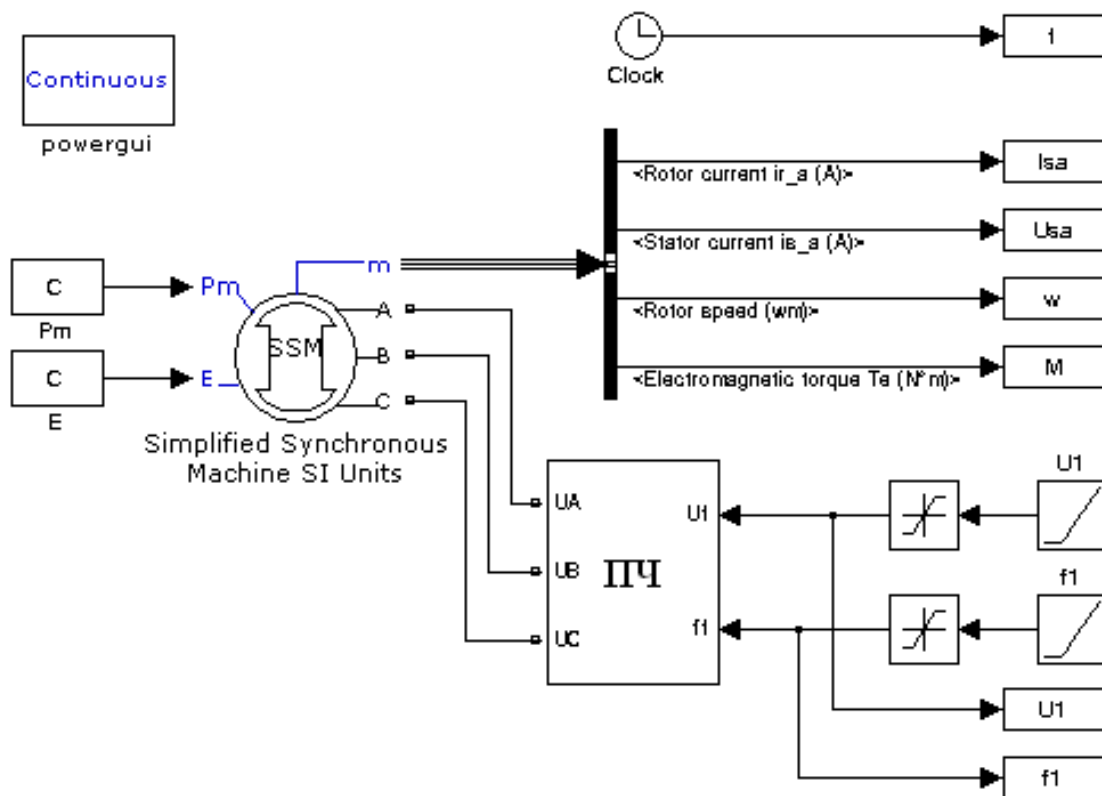 Continuous
powergui
Clock
t
<Rotor current ir_a (A)>
Isa
<Stator current is_a (A)>
Usa
<Rotor speed (wm)>
w
<Electromagnetic torque Te (N*m)>
M
C
Pm
Pm
C
E
E
m
SSM
A
B
C
Simplified Synchronous
Machine SI Units
UA
UB
UC
ПЧ
U1
f1
U1
f1
U1
f1